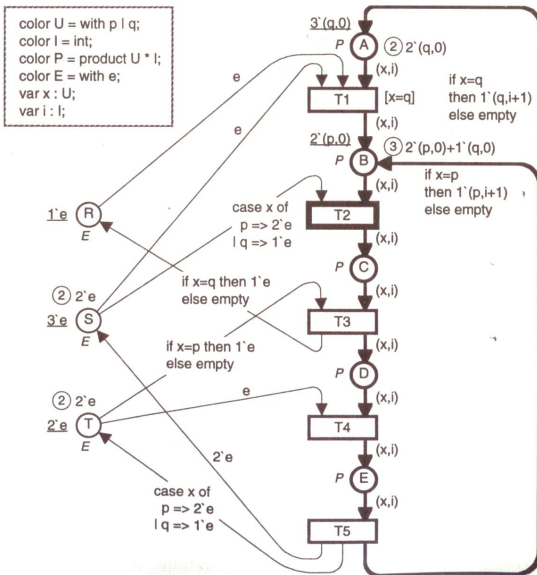 color U = with p | q;
color I = int;
color P = product U * I;
color E = with e;
var x : U;
var i : I;
3`(q,0)
P A 2 2`(q,0)
(x,i)
e
T1 [x=q]
if x=q
then 1`(q,i+1)
else empty
e
(x,i)
2`(p,0)
P B 3 2`(p,0)+1`(q,0)
(x,i)
if x=p
then 1`(p,i+1)
else empty
case x of
p => 2`e
| q => 1`e
T2
1`e R
E
(x,i)
P C
if x=q then 1`e
else empty
(x,i)
2 2`e
3`e S
E
T3
if x=p then 1`e
else empty
(x,i)
P D
(x,i)
e
2 2`e
2`e T
E
T4
(x,i)
2`e
P E
(x,i)
case x of
p => 2`e
| q => 1`e
T5